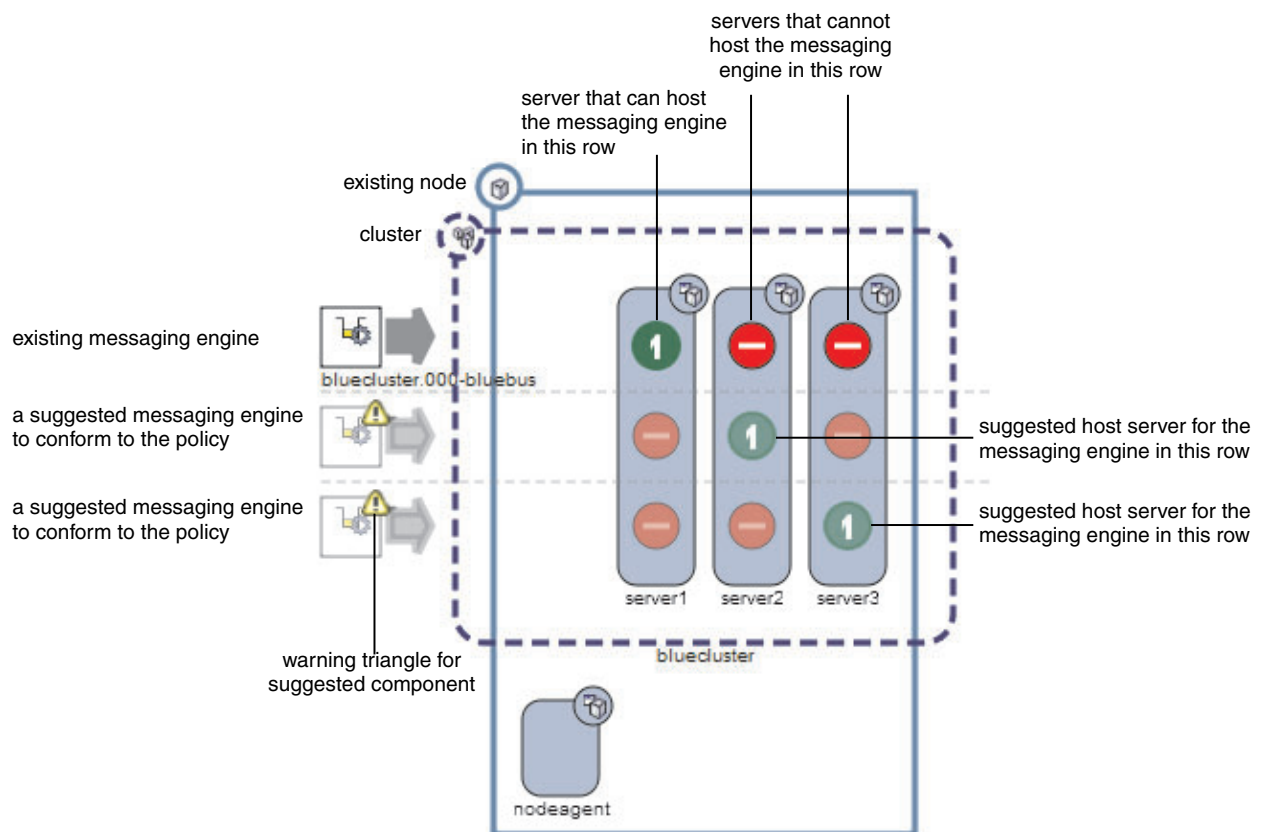 servers that cannot
host the messaging
engine in this row
server that can host
the messaging engine
in this row
existing node
cluster
existing messaging engine
1
bluecluster.000-bluebus
a suggested messaging engine
to conform to the policy
1
suggested host server for the
messaging engine in this row
a suggested messaging engine
to conform to the policy
1
suggested host server for the
messaging engine in this row
server1
server2
server3
bluecluster
warning triangle for
suggested component
nodeagent